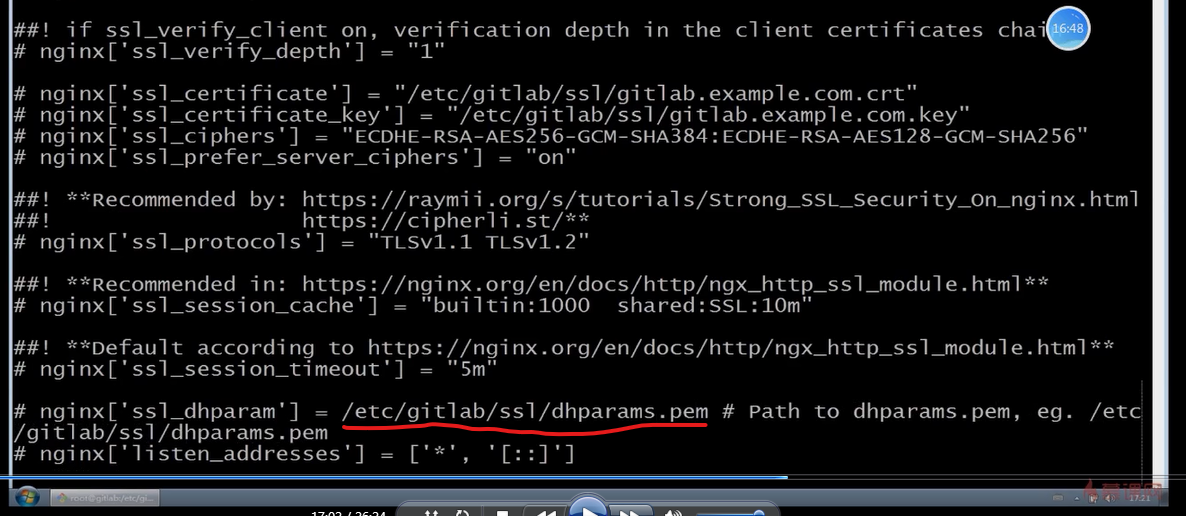 ##! if ssl_verify_client on, verification depth in the client certificates chai
16:48
# nginx['ssl_verify_depth'] = "1"
# nginx['ssl_certificate'] = "/etc/gitlab/ssl/gitlab.example.com.crt"
# nginx['ssl_certificate_key'] = "/etc/gitlab/ssl/gitlab.example.com.key"
# nginx['ssl_ciphers'] = "ECDHE-RSA-AES256-GCM-SHA384:ECDHE-RSA-AES128-GCM-SHA256"
# nginx['ssl_prefer_server_ciphers'] = "on"
##! **Recommended by: https://raymii.org/s/tutorials/Strong_SSL_Security_On_nginx.html
##!                   https://cipherli.st/**
# nginx['ssl_protocols'] = "TLSv1.1 TLSv1.2"
##! **Recommended in: https://nginx.org/en/docs/http/ngx_http_ssl_module.html**
# nginx['ssl_session_cache'] = "builtin:1000  shared:SSL:10m"
##! **Default according to https://nginx.org/en/docs/http/ngx_http_ssl_module.html**
# nginx['ssl_session_timeout'] = "5m"
# nginx['ssl_dhparam'] = /etc/gitlab/ssl/dhparams.pem # Path to dhparams.pem, eg. /etc
/gitlab/ssl/dhparams.pem
# nginx['listen_addresses'] = ['*', '[::]']
root@gitlab:/etc/gi...
慕课网
17:21
17:02 / 26:24